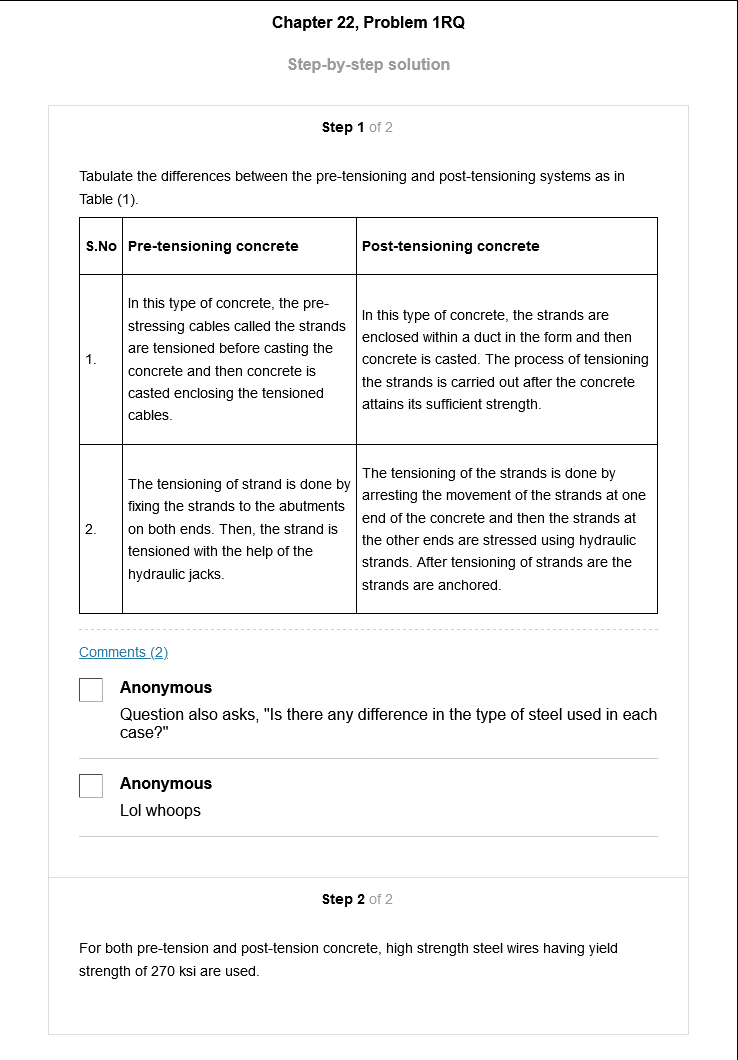 Chapter 22, Problem 1RQ
Step-by-step solution
Step 1 of 2
Tabulate the differences between the pre-tensioning and post-tensioning systems as in
Table (1).
S.No Pre-tensioning concrete Post-tensioning concrete
1.
In this type of concrete, the pre-
stressing cables called the strands
are tensioned before casting the
concrete and then concrete is
casted enclosing the tensioned
cables.
In this type of concrete, the strands are
enclosed within a duct in the form and then
concrete is casted. The process of tensioning
the strands is carried out after the concrete
attains its sufficient strength.
2.
The tensioning of strand is done by
fixing the strands to the abutments
on both ends. Then, the strand is
tensioned with the help of the
hydraulic jacks.
The tensioning of the strands is done by
arresting the movement of the strands at one
end of the concrete and then the strands at
the other ends are stressed using hydraulic
strands. After tensioning of strands are the
strands are anchored.
Comments (2)
Anonymous
Question also asks, "Is there any difference in the type of steel used in each
case?"
Anonymous
Lol whoops
Step 2 of 2
For both pre-tension and post-tension concrete, high strength steel wires having yield
strength of 270 ksi are used.